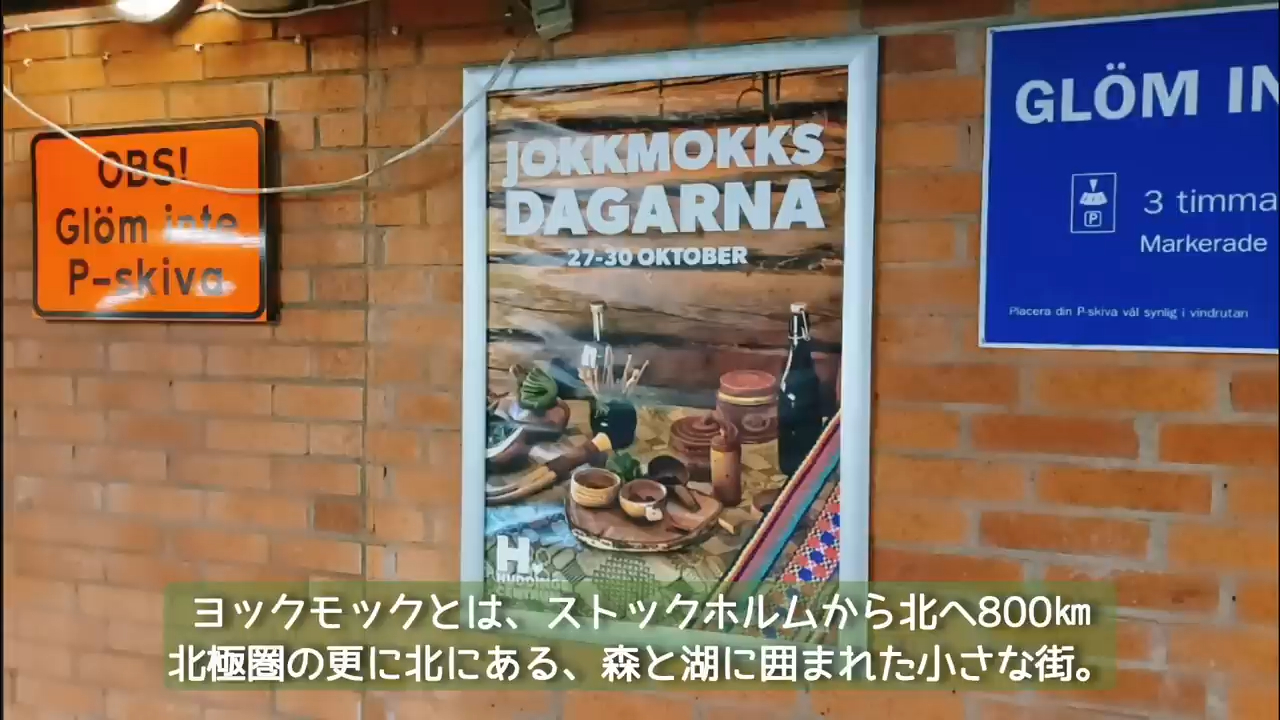 OBS!
Glöm inte
P-skiva
JOKKMOKKS
DAGARNA
27-30 OKTOBER
H
GLÖM IN
P
3 timma
Markerade
Placera din P-skiva väl synlig i vindrutan
ヨックモックとは、ストックホルムから北へ800㎞
北極圏の更に北にある、森と湖に囲まれた小さな街。